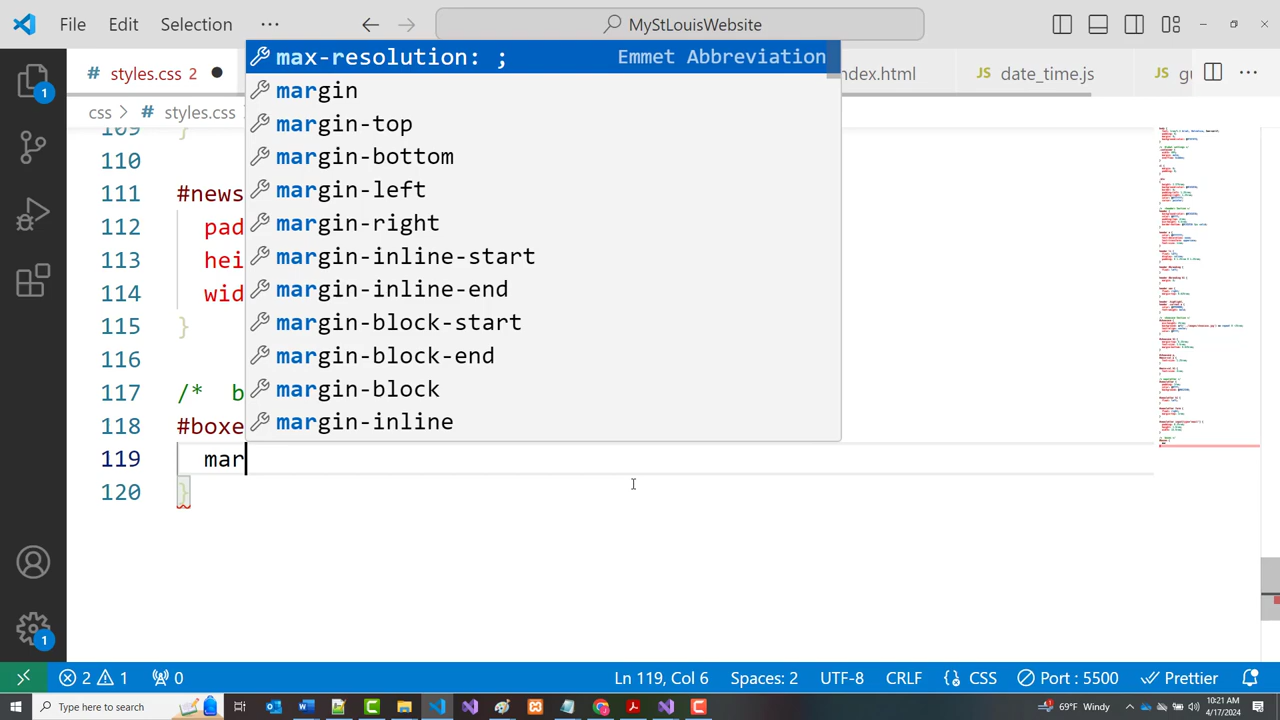 File Edit Selection ··· MyStLouisWebsite
# styles.css 2 ● ndex.html JS date_time.js JS ···
css > # styles.css
max-resolution: ; Emmet Abbreviation
margin
margin-top
margin-bottom
margin-left
margin-right
margin-inline-start
margin-inline-end
margin-block-start
margin-block-end
margin-block
margin-inline
109 }
110
111 #news
112 pad
113 hei
114 wid
115 }
116
117 /* b
118 #boxe
119 mar
120 }
1
1
2 1 0 Ln 119, Col 6 Spaces: 2 UTF-8 CRLF {} CSS Port : 5500 Prettier
Type here to search Windy 10:21 AM
4/17/2024